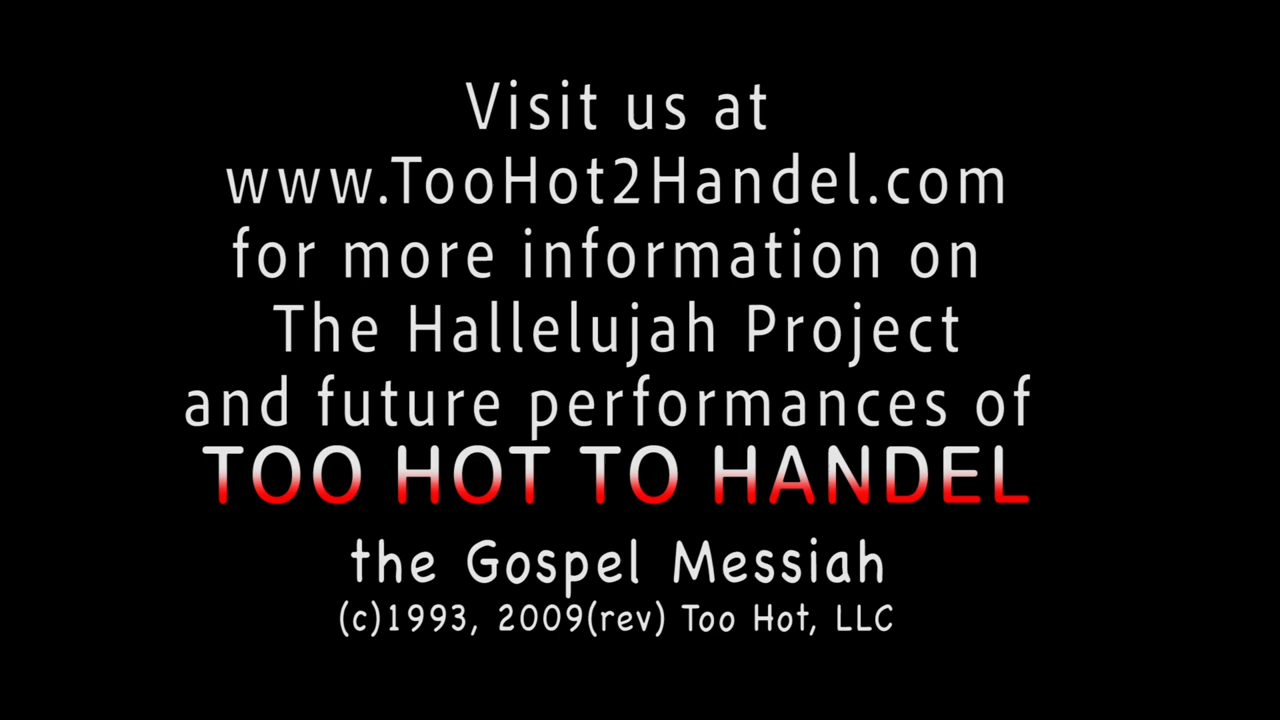 Visit us at
www.TooHot2Handel.com
for more information on
The Hallelujah Project
and future performances of
TOO HOT TO HANDEL
the Gospel Messiah
(c)1993, 2009(rev) Too Hot, LLC